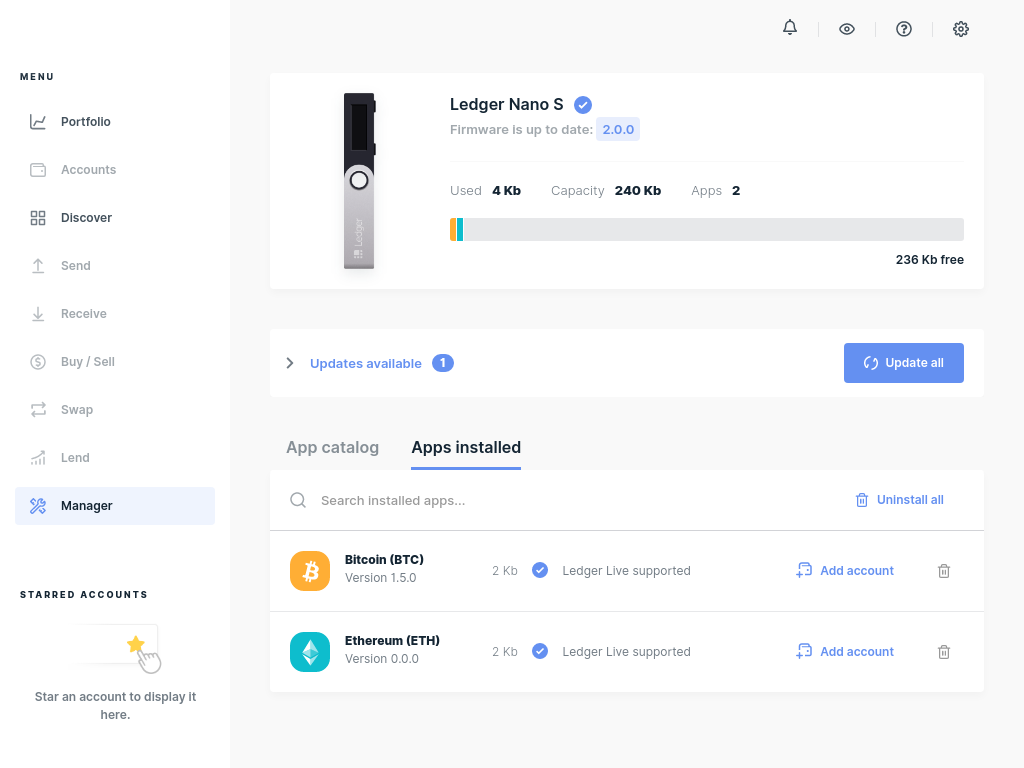 MENU
Portfolio
Accounts
Discover
Send
Receive
Buy / Sell
Swap
Lend
Manager
STARRED ACCOUNTS
Star an account to display it
here.
Ledger
Ledger Nano S
Firmware is up to date: 2.0.0
Used 4 Kb Capacity 240 Kb Apps 2
236 Kb free
Updates available 1
Update all
App catalog Apps installed
Search installed apps...
Uninstall all
Bitcoin (BTC)
Version 1.5.0
2 Kb Ledger Live supported Add account
Ethereum (ETH)
Version 0.0.0
2 Kb Ledger Live supported Add account